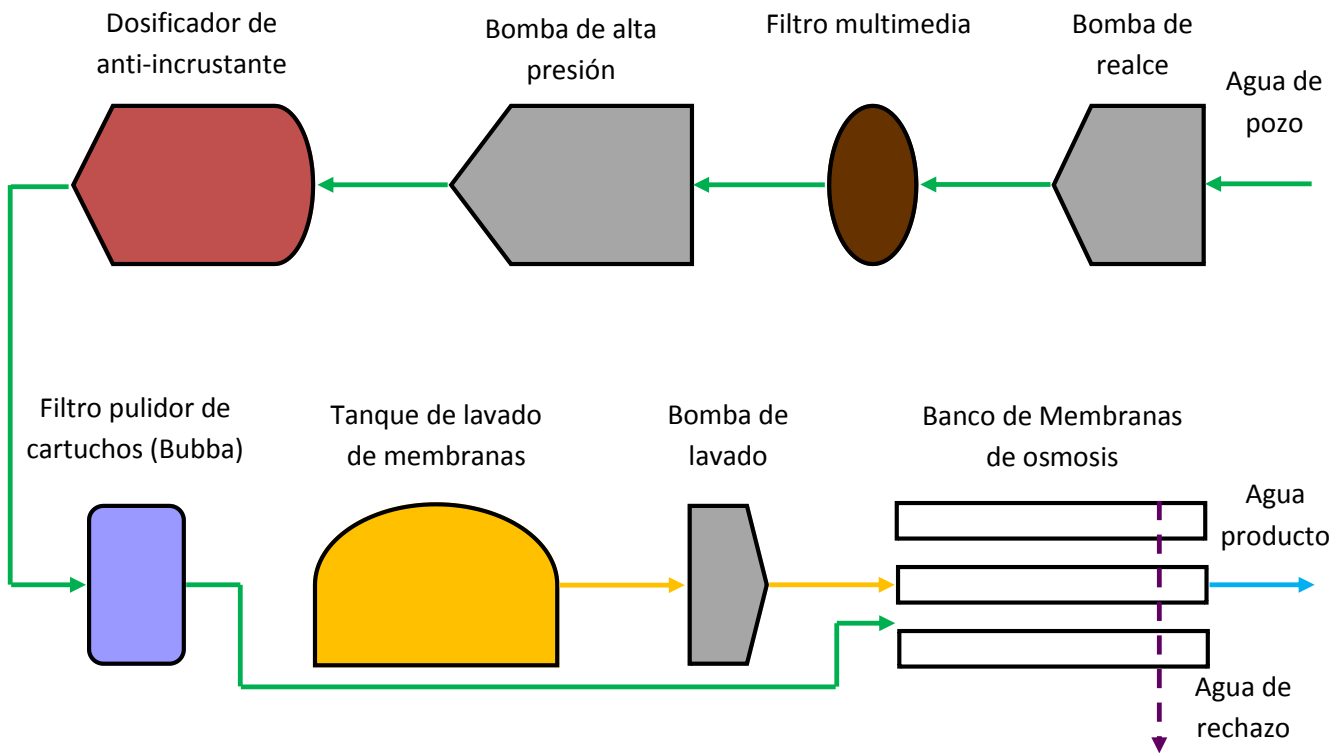 Dosificador de
anti-incrustante
Bomba de alta
presión
Filtro multimedia
Bomba de
realce
Agua de
pozo
Filtro pulidor de
cartuchos (Bubba)
Tanque de lavado
de membranas
Bomba de
lavado
Banco de Membranas
de osmosis
Agua
producto
Agua de
rechazo